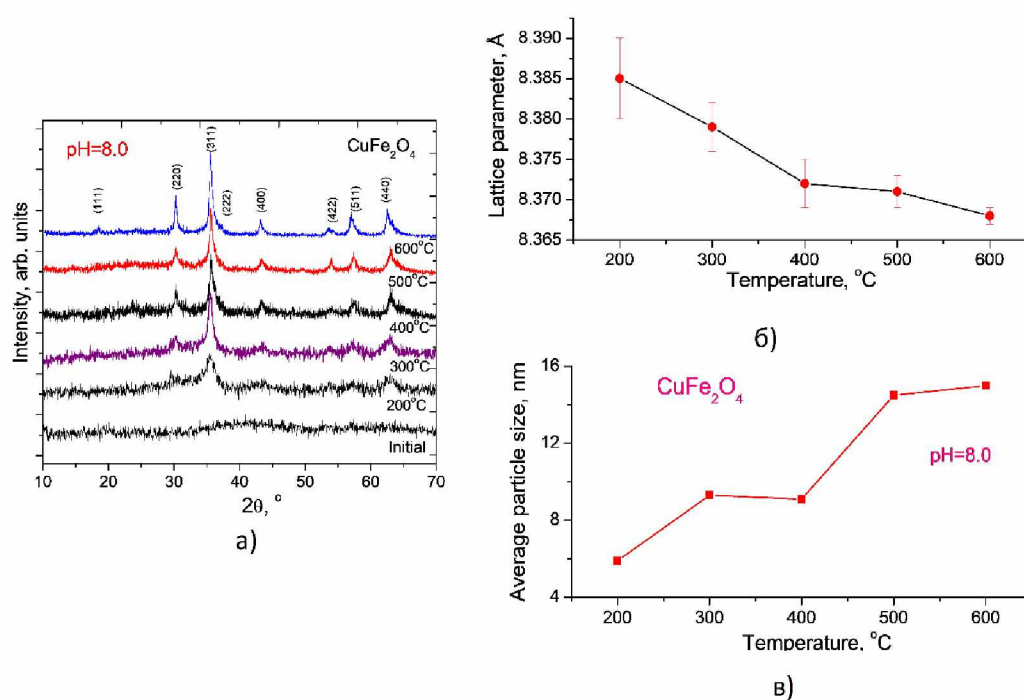 pH=8.0
CuFe₂O₄
(111)
(220)
(311)
(222)
(400)
(422)
(511)
(440)
600°C
500°C
400°C
300°C
200°C
Initial
Intensity, arb. units
10 20 30 40 50 60 70
2θ, °
а)
Lattice parameter, Å
8.390
8.385
8.380
8.375
8.370
8.365
200 300 400 500 600
Temperature, °C
б)
Average particle size, nm
16
12
8
4
CuFe₂O₄
pH=8.0
200 300 400 500 600
Temperature, °C
в)